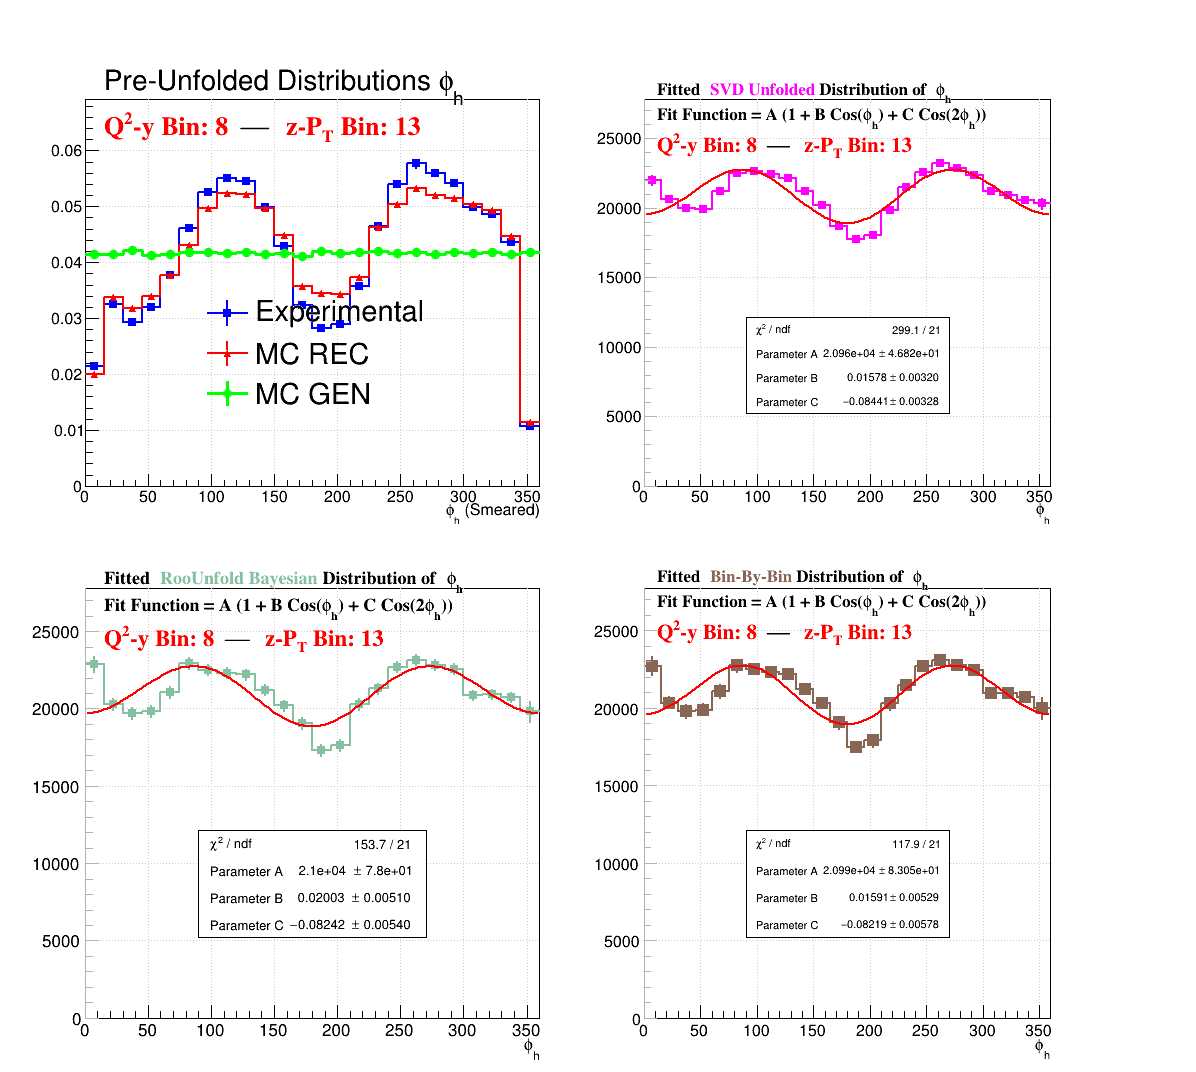 Pre-Unfolded Distributions ϕh
Q²-y Bin: 8 — z-PT Bin: 13
0.06
0.05
0.04
0.03
0.02
0.01
0
Experimental
MC REC
MC GEN
0 50 100 150 200 250 300 350
ϕh (Smeared)
Fitted SVD Unfolded Distribution of ϕh
Fit Function = A (1 + B Cos(ϕh) + C Cos(2ϕh))
Q²-y Bin: 8 — z-PT Bin: 13
25000
20000
15000
10000
5000
0
χ² / ndf 299.1 / 21
Parameter A 2.096e+04 ± 4.682e+01
Parameter B 0.01578 ± 0.00320
Parameter C −0.08441 ± 0.00328
0 50 100 150 200 250 300 350
ϕh
Fitted RooUnfold Bayesian Distribution of ϕh
Fit Function = A (1 + B Cos(ϕh) + C Cos(2ϕh))
Q²-y Bin: 8 — z-PT Bin: 13
25000
20000
15000
10000
5000
0
χ² / ndf 153.7 / 21
Parameter A 2.1e+04 ± 7.8e+01
Parameter B 0.02003 ± 0.00510
Parameter C −0.08242 ± 0.00540
0 50 100 150 200 250 300 350
ϕh
Fitted Bin-By-Bin Distribution of ϕh
Fit Function = A (1 + B Cos(ϕh) + C Cos(2ϕh))
Q²-y Bin: 8 — z-PT Bin: 13
25000
20000
15000
10000
5000
0
χ² / ndf 117.9 / 21
Parameter A 2.099e+04 ± 8.305e+01
Parameter B 0.01591 ± 0.00529
Parameter C −0.08219 ± 0.00578
0 50 100 150 200 250 300 350
ϕh